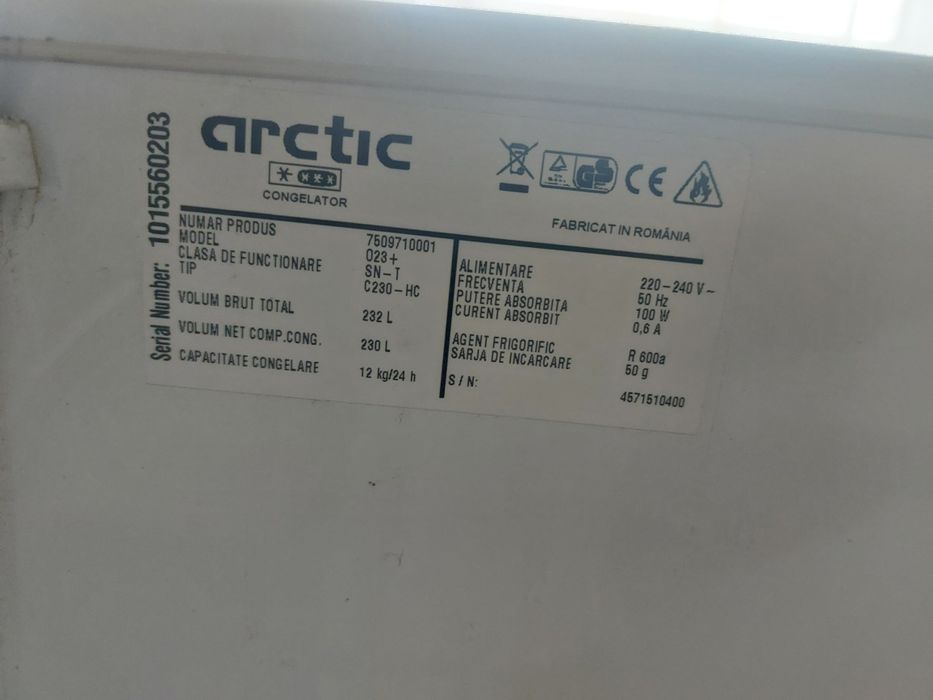 arctic
CONGELATOR
FABRICAT IN ROMÂNIA
Serial Number: 1015560203
NUMAR PRODUS 7509710001
MODEL O23+
CLASA DE FUNCTIONARE SN-T
TIP C230-HC
VOLUM BRUT TOTAL 232 L
VOLUM NET COMP.CONG. 230 L
CAPACITATE CONGELARE 12 kg/24 h
ALIMENTARE 220-240 V~
FRECVENTA 50 Hz
PUTERE ABSORBITA 100 W
CURENT ABSORBIT 0,6 A
AGENT FRIGORIFIC R 600a
SARJA DE INCARCARE 50 g
S/N: 4571510400